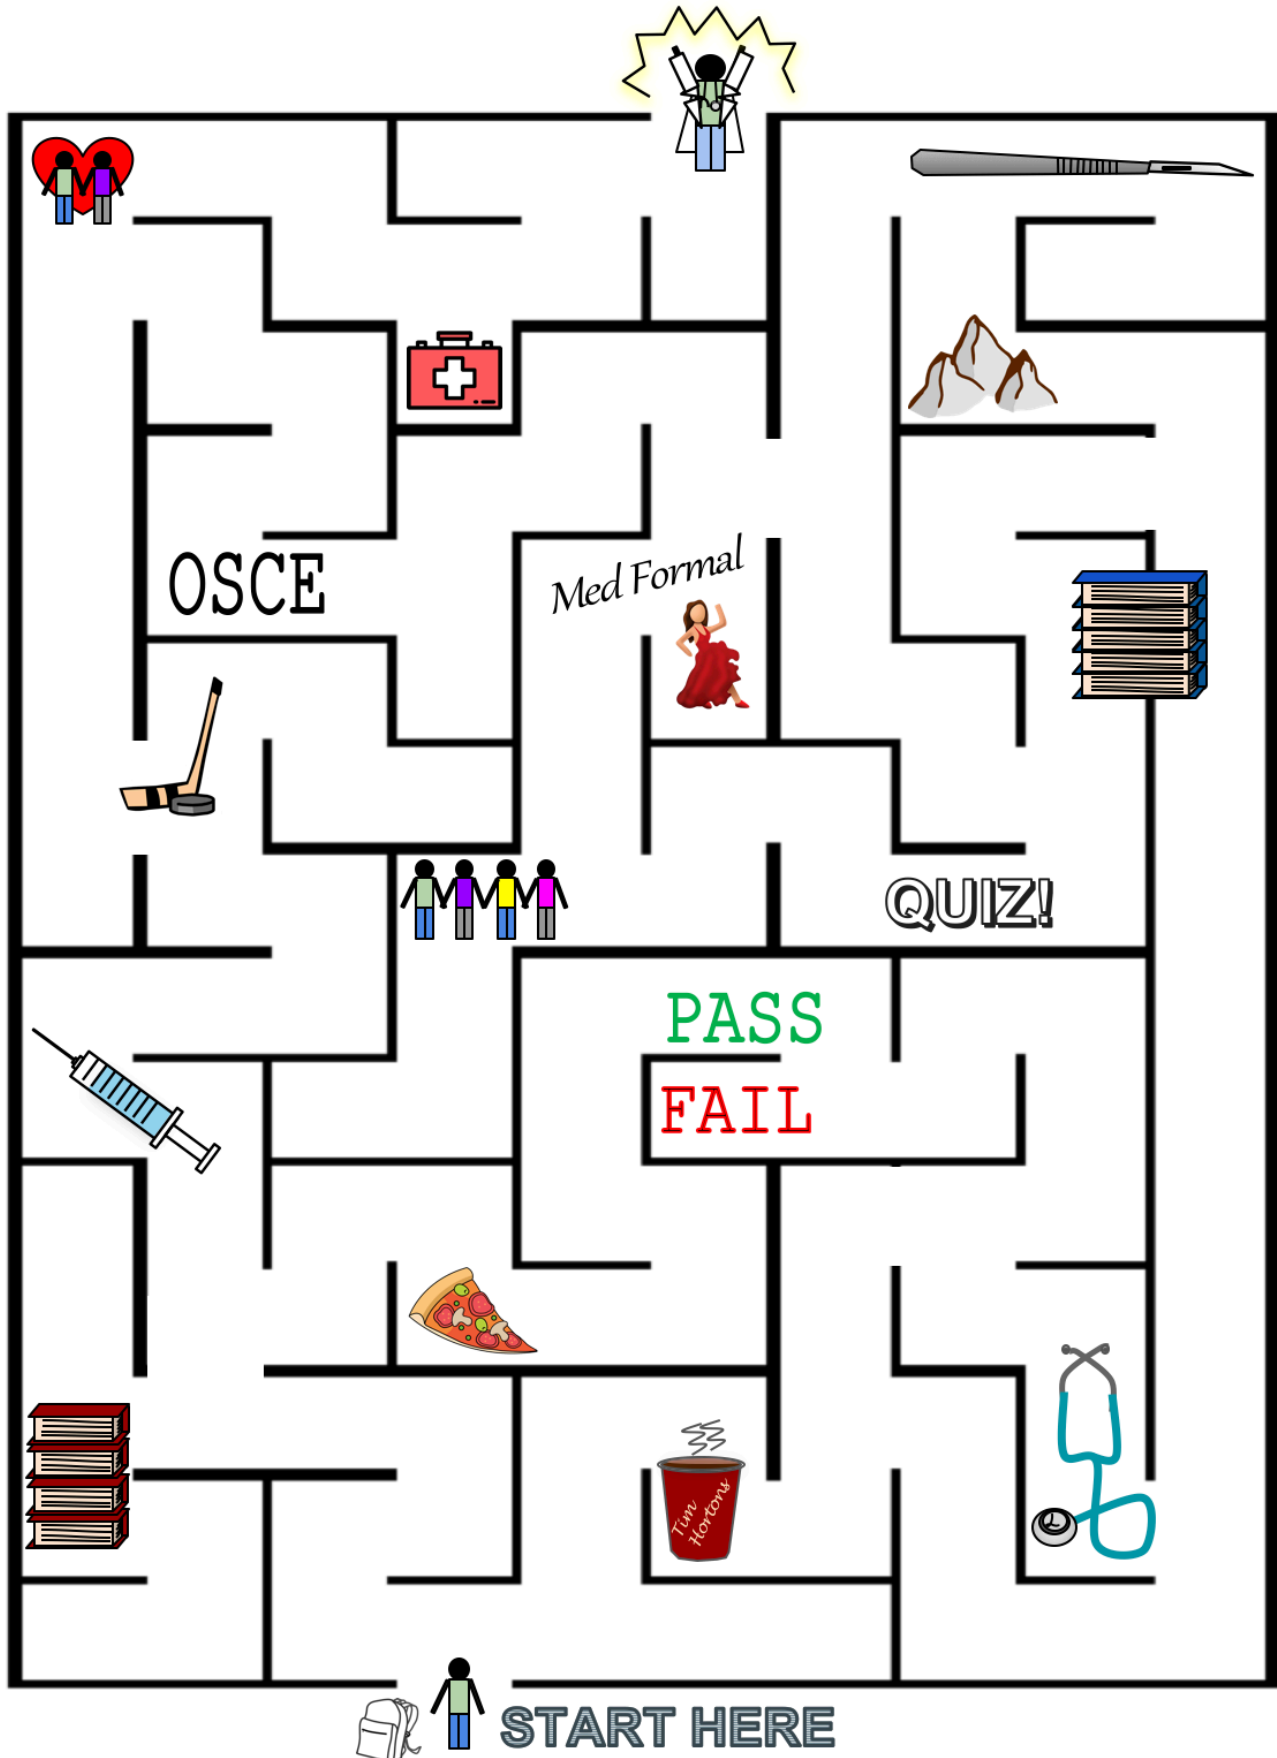 OSCE
Med Formal
QUIZ!
PASS
FAIL
Tim
Hortons
START HERE